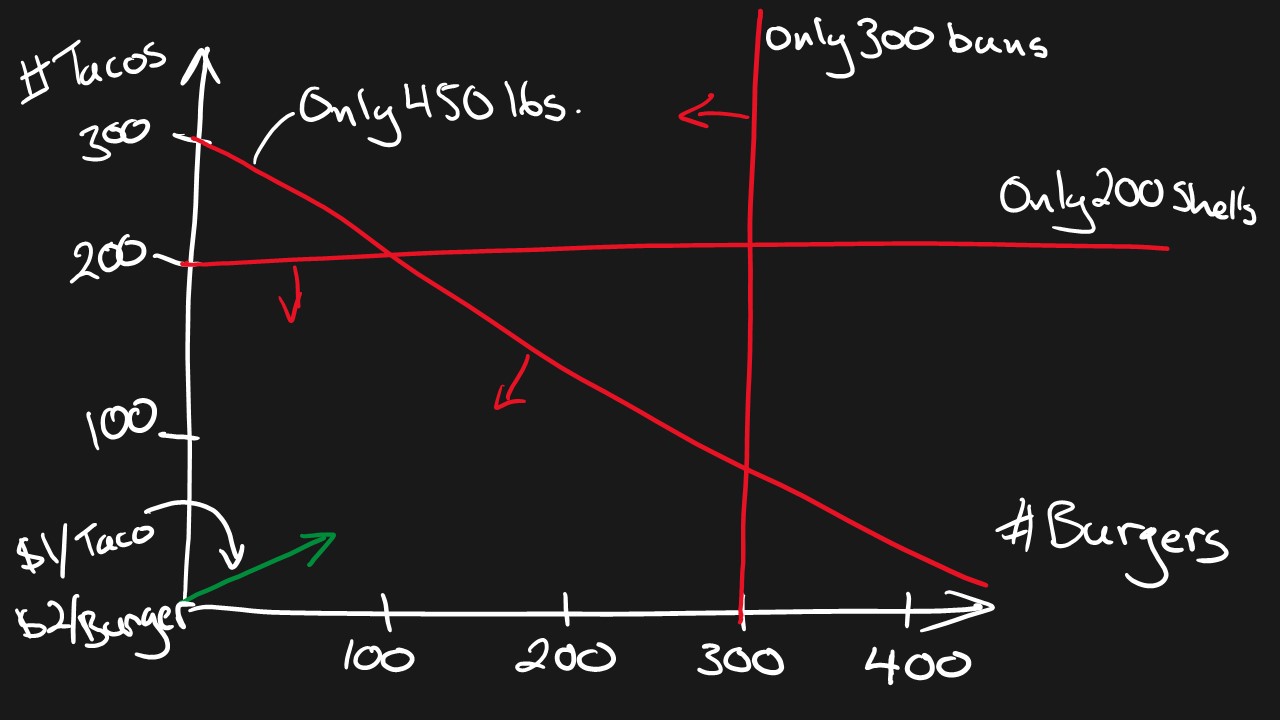 #Tacos
Only 300 buns
Only 450 lbs.
300
Only 200 Shells
200
100
$1/Taco
#Burgers
$2/Burger
100
200
300
400